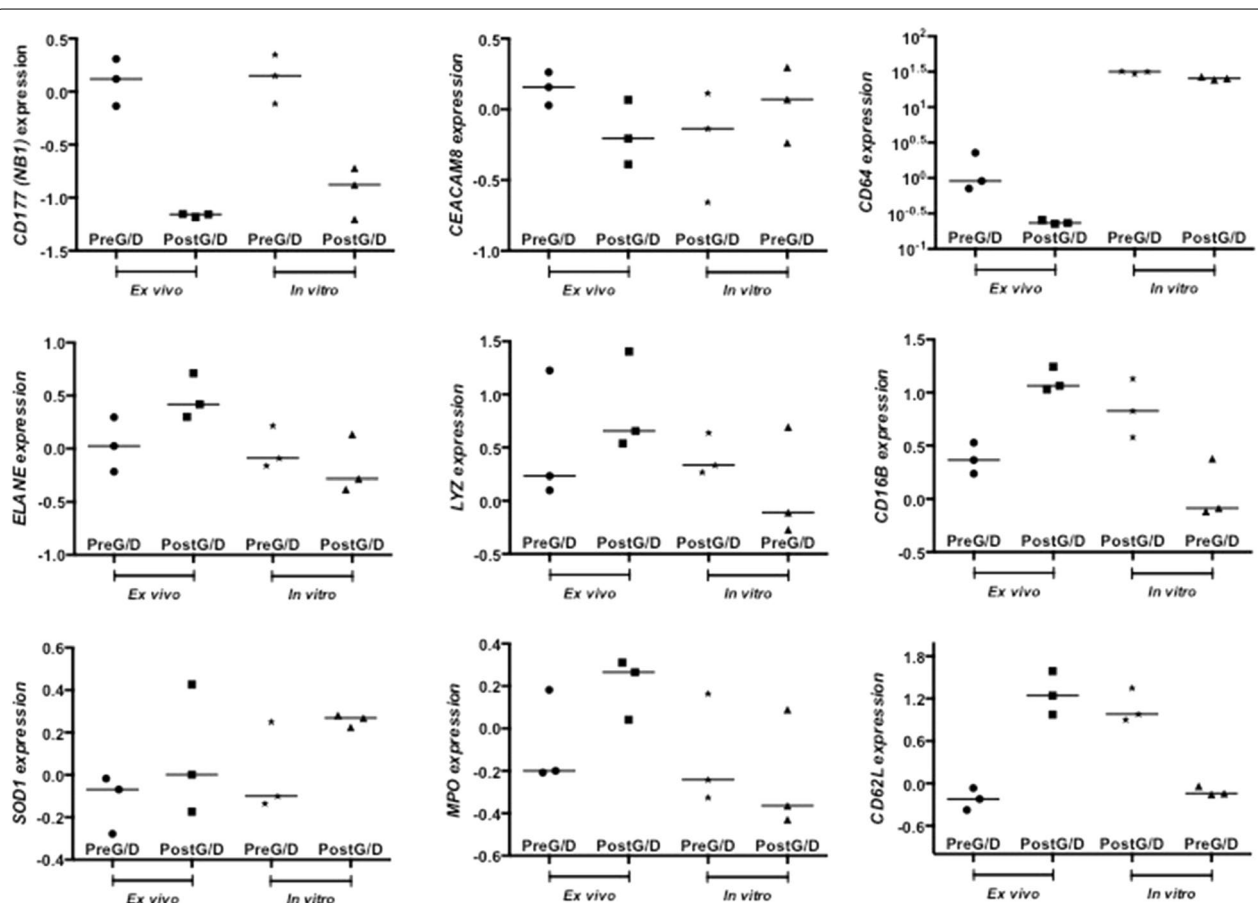 CD177 (NB1) expression
0.5
0.0
-0.5
-1.0
-1.5
PreG/D PostG/D PreG/D PostG/D
Ex vivo In vitro
CEACAM8 expression
0.5
0.0
-0.5
-1.0
PreG/D PostG/D PostG/D PreG/D
Ex vivo In vitro
CD64 expression
10^2
10^1.5
10^1
10^0.5
10^0
10^-0.5
10^-1
PreG/D PostG/D PreG/D PostG/D
Ex vivo In vitro
ELANE expression
1.0
0.5
0.0
-0.5
-1.0
PreG/D PostG/D PreG/D PostG/D
Ex vivo In vitro
LYZ expression
1.5
1.0
0.5
0.0
-0.5
PreG/D PostG/D PostG/D PreG/D
Ex vivo In vitro
CD16B expression
1.5
1.0
0.5
0.0
-0.5
PreG/D PostG/D PostG/D PreG/D
Ex vivo In vitro
SOD1 expression
0.6
0.4
0.2
0.0
-0.2
-0.4
PreG/D PostG/D PreG/D PostG/D
Ex vivo In vitro
MPO expression
0.4
0.2
0.0
-0.2
-0.4
-0.6
PreG/D PostG/D PreG/D PostG/D
Ex vivo In vitro
CD62L expression
1.8
1.2
0.6
-0.0
-0.6
PreG/D PostG/D PostG/D PreG/D
Ex vivo In vitro